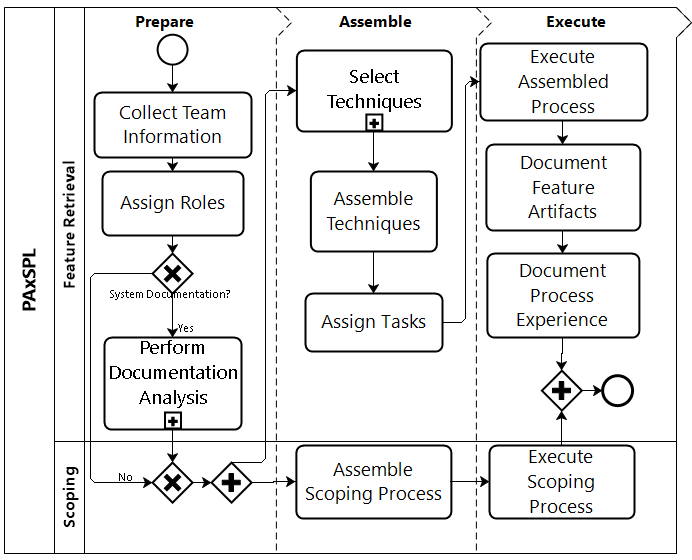 Prepare
Assemble
Execute
PAxSPL
Feature Retrieval
Collect Team
Information
Assign Roles
System Documentation?
Yes
Perform
Documentation
Analysis
No
Select
Techniques
Assemble
Techniques
Assign Tasks
Execute
Assembled
Process
Document
Feature
Artifacts
Document
Process
Experience
Scoping
Assemble
Scoping Process
Execute
Scoping
Process